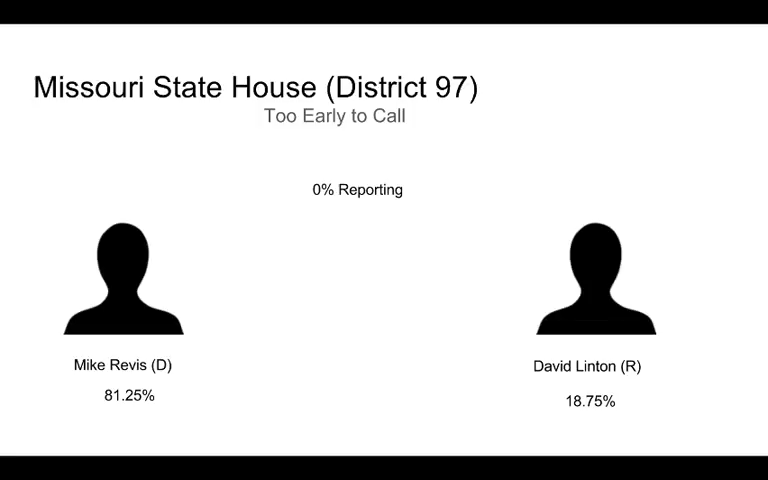 Missouri State House (District 97)
Too Early to Call
0% Reporting
Mike Revis (D)
David Linton (R)
81.25%
18.75%